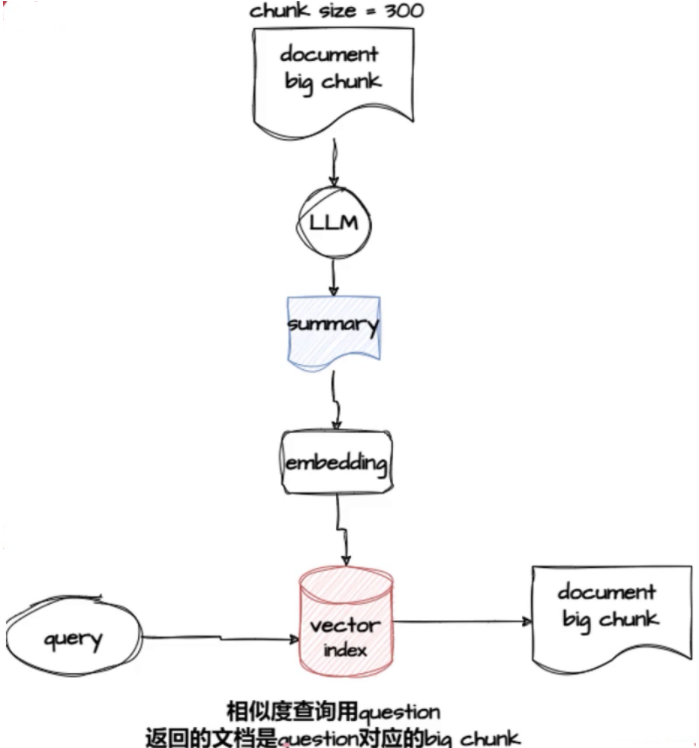 chunk size = 300
document
big chunk
LLM
summary
embedding
query
vector
index
document
big chunk
相似度查询用question
返回的文档是question对应的big chunk